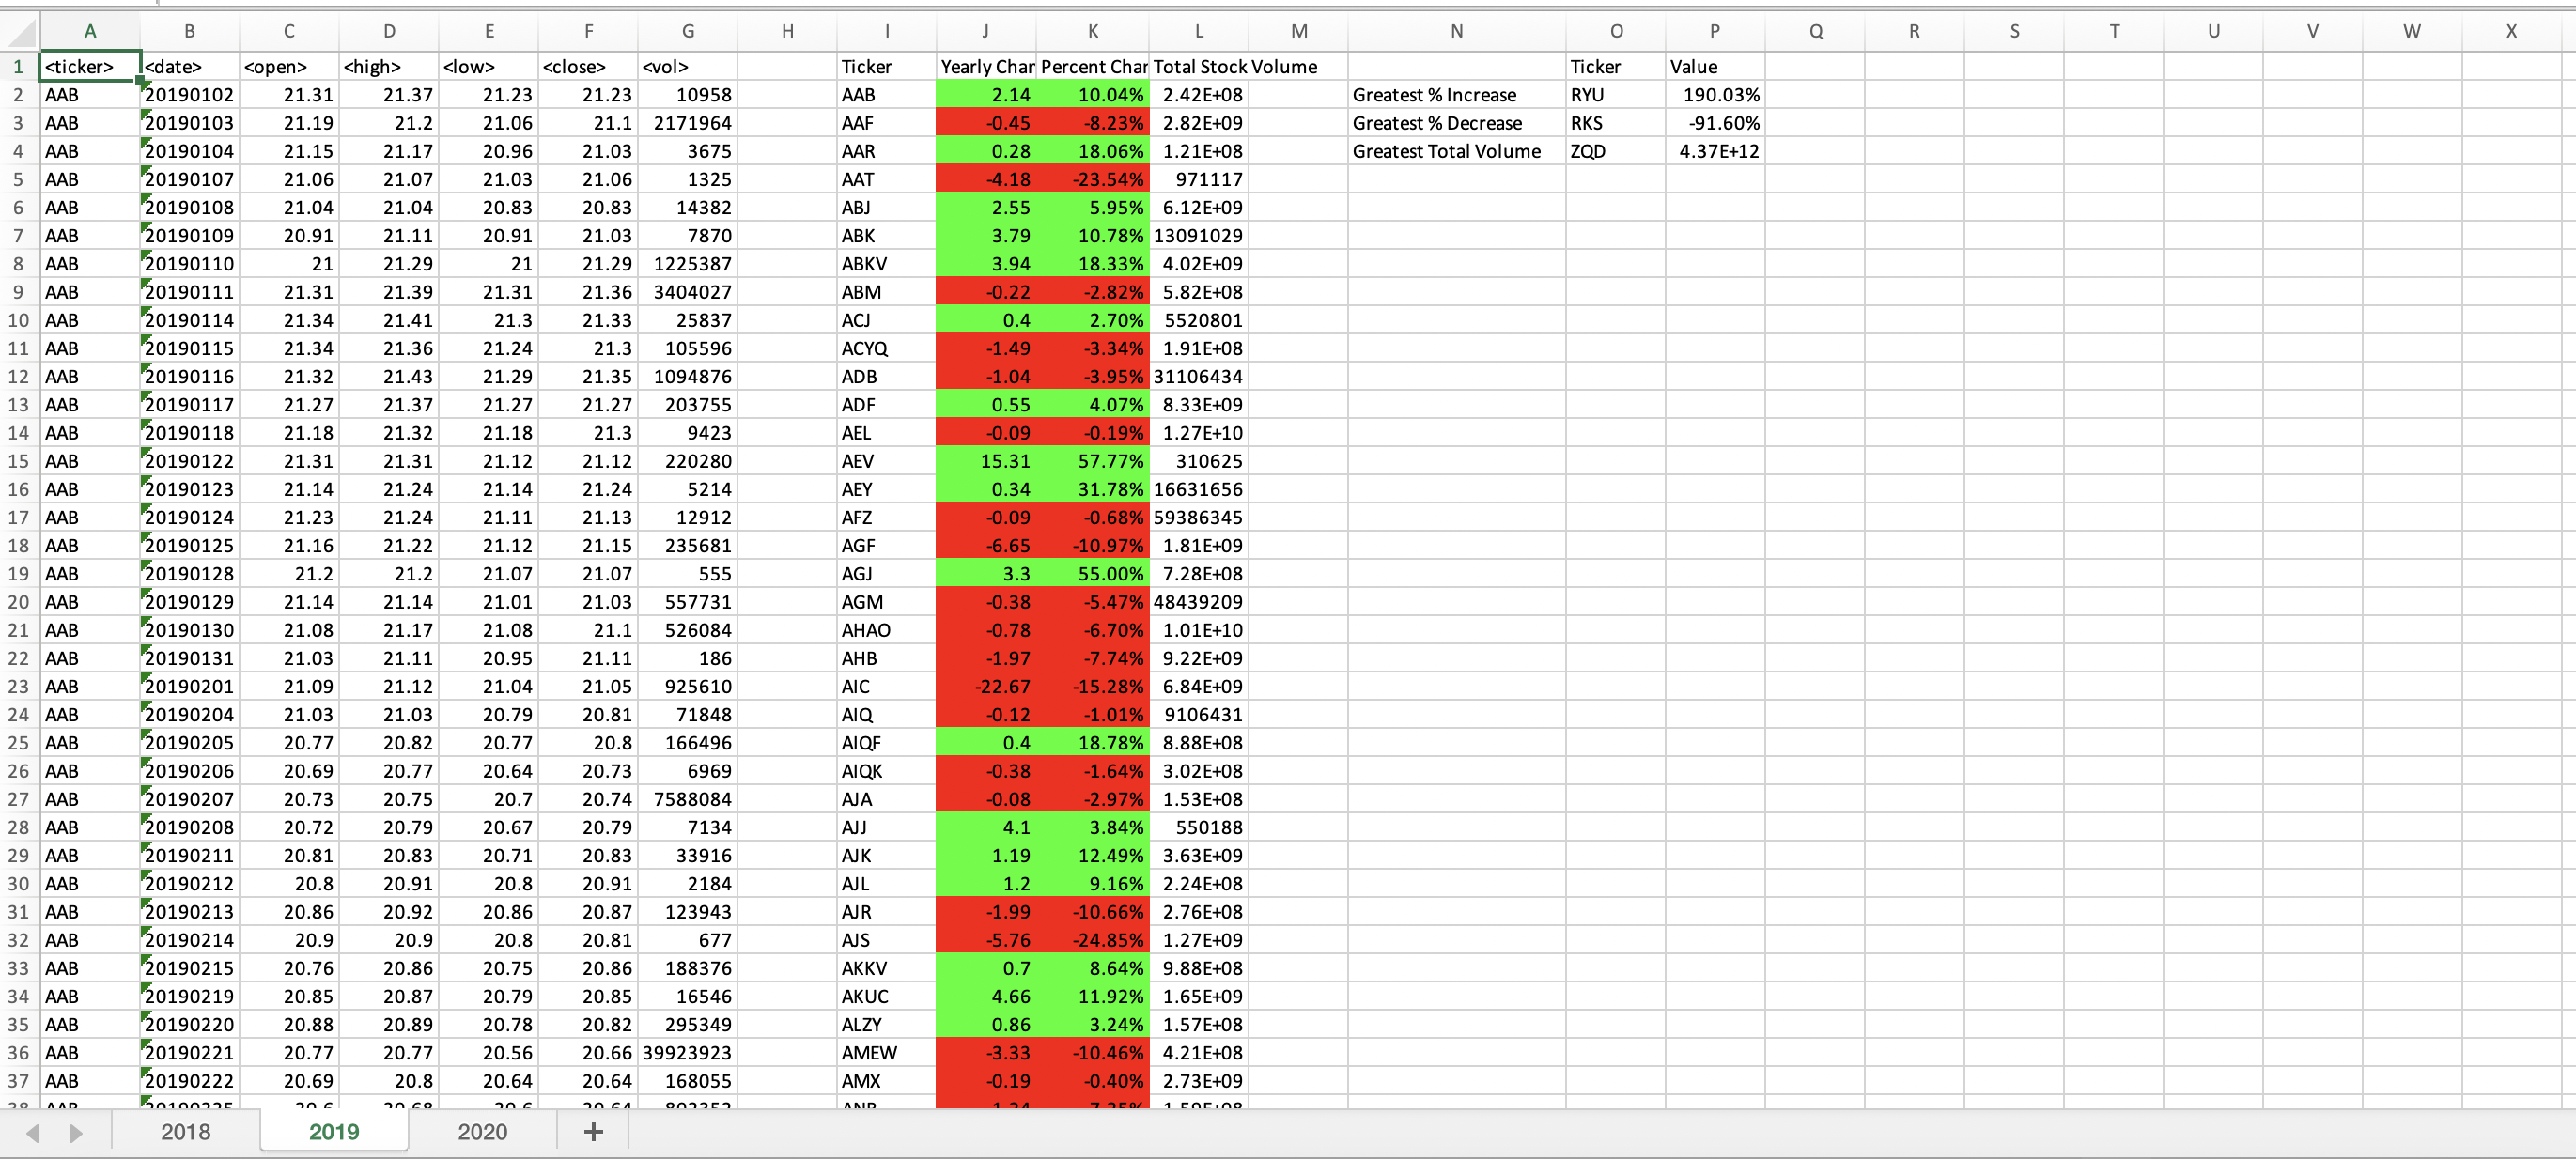 A B C D E F G H I J K L M N O P Q R S T U V W X
1 <ticker> <date> <open> <high> <low> <close> <vol> Ticker Yearly Char Percent Char Total Stock Volume Ticker Value
2 AAB 20190102 21.31 21.37 21.23 21.23 10958 AAB 2.14 10.04% 2.42E+08 Greatest % Increase RYU 190.03%
3 AAB 20190103 21.19 21.2 21.06 21.1 2171964 AAF -0.45 -8.23% 2.82E+09 Greatest % Decrease RKS -91.60%
4 AAB 20190104 21.15 21.17 20.96 21.03 3675 AAR 0.28 18.06% 1.21E+08 Greatest Total Volume ZQD 4.37E+12
5 AAB 20190107 21.06 21.07 21.03 21.06 1325 AAT -4.18 -23.54% 971117
6 AAB 20190108 21.04 21.04 20.83 20.83 14382 ABJ 2.55 5.95% 6.12E+09
7 AAB 20190109 20.91 21.11 20.91 21.03 7870 ABK 3.79 10.78% 13091029
8 AAB 20190110 21 21.29 21 21.29 1225387 ABKV 3.94 18.33% 4.02E+09
9 AAB 20190111 21.31 21.39 21.31 21.36 3404027 ABM -0.22 -2.82% 5.82E+08
10 AAB 20190114 21.34 21.41 21.3 21.33 25837 ACJ 0.4 2.70% 5520801
11 AAB 20190115 21.34 21.36 21.24 21.3 105596 ACYQ -1.49 -3.34% 1.91E+08
12 AAB 20190116 21.32 21.43 21.29 21.35 1094876 ADB -1.04 -3.95% 31106434
13 AAB 20190117 21.27 21.37 21.27 21.27 203755 ADF 0.55 4.07% 8.33E+09
14 AAB 20190118 21.18 21.32 21.18 21.3 9423 AEL -0.09 -0.19% 1.27E+10
15 AAB 20190122 21.31 21.31 21.12 21.12 220280 AEV 15.31 57.77% 310625
16 AAB 20190123 21.14 21.24 21.14 21.24 5214 AEY 0.34 31.78% 16631656
17 AAB 20190124 21.23 21.24 21.11 21.13 12912 AFZ -0.09 -0.68% 59386345
18 AAB 20190125 21.16 21.22 21.12 21.15 235681 AGF -6.65 -10.97% 1.81E+09
19 AAB 20190128 21.2 21.2 21.07 21.07 555 AGJ 3.3 55.00% 7.28E+08
20 AAB 20190129 21.14 21.14 21.01 21.03 557731 AGM -0.38 -5.47% 48439209
21 AAB 20190130 21.08 21.17 21.08 21.1 526084 AHAO -0.78 -6.70% 1.01E+10
22 AAB 20190131 21.03 21.11 20.95 21.11 186 AHB -1.97 -7.74% 9.22E+09
23 AAB 20190201 21.09 21.12 21.04 21.05 925610 AIC -22.67 -15.28% 6.84E+09
24 AAB 20190204 21.03 21.03 20.79 20.81 71848 AIQ -0.12 -1.01% 9106431
25 AAB 20190205 20.77 20.82 20.77 20.8 166496 AIQF 0.4 18.78% 8.88E+08
26 AAB 20190206 20.69 20.77 20.64 20.73 6969 AIQK -0.38 -1.64% 3.02E+08
27 AAB 20190207 20.73 20.75 20.7 20.74 7588084 AJA -0.08 -2.97% 1.53E+08
28 AAB 20190208 20.72 20.79 20.67 20.79 7134 AJJ 4.1 3.84% 550188
29 AAB 20190211 20.81 20.83 20.71 20.83 33916 AJK 1.19 12.49% 3.63E+09
30 AAB 20190212 20.8 20.91 20.8 20.91 2184 AJL 1.2 9.16% 2.24E+08
31 AAB 20190213 20.86 20.92 20.86 20.87 123943 AJR -1.99 -10.66% 2.76E+08
32 AAB 20190214 20.9 20.9 20.8 20.81 677 AJS -5.76 -24.85% 1.27E+09
33 AAB 20190215 20.76 20.86 20.75 20.86 188376 AKKV 0.7 8.64% 9.88E+08
34 AAB 20190219 20.85 20.87 20.79 20.85 16546 AKUC 4.66 11.92% 1.65E+09
35 AAB 20190220 20.88 20.89 20.78 20.82 295349 ALZY 0.86 3.24% 1.57E+08
36 AAB 20190221 20.77 20.77 20.56 20.66 39923923 AMEW -3.33 -10.46% 4.21E+08
37 AAB 20190222 20.69 20.8 20.64 20.64 168055 AMX -0.19 -0.40% 2.73E+09
38 AAB 20190225
2018 2019 2020 +